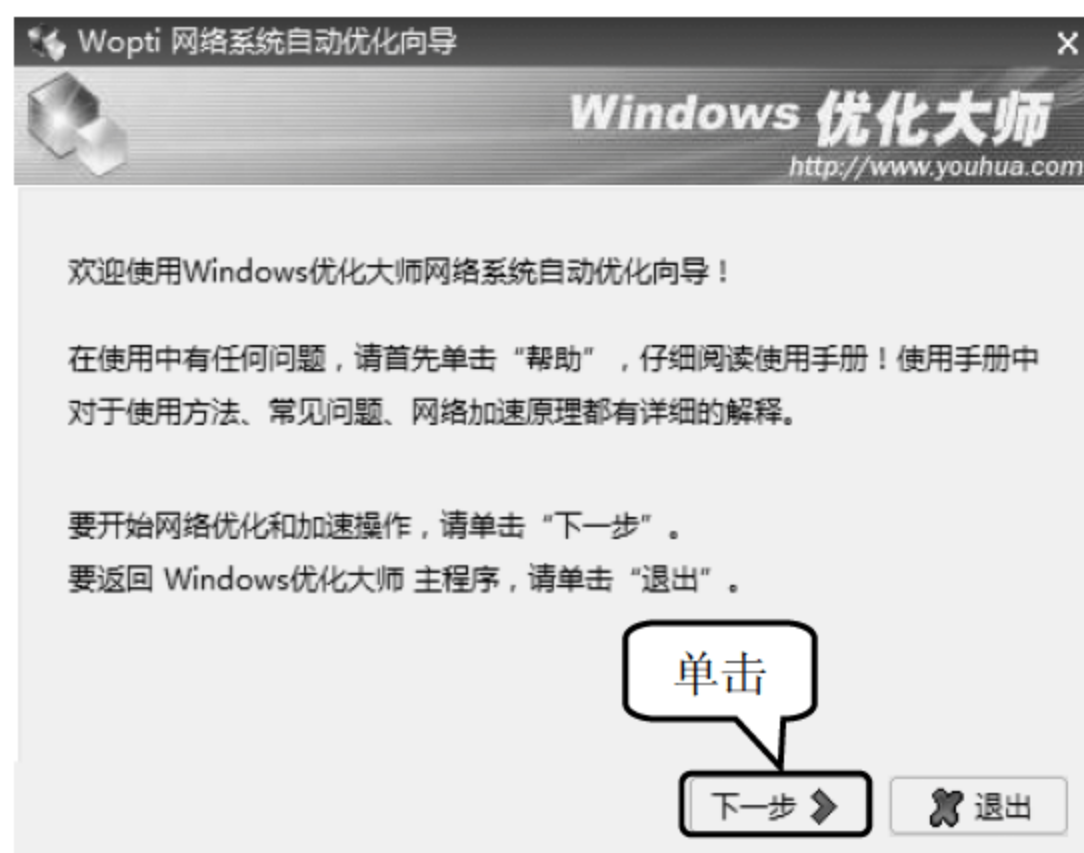 Wopti 网络系统自动优化向导
Windows 优化大师
http://www.youhua.com
欢迎使用Windows优化大师网络系统自动优化向导！
在使用中有任何问题，请首先单击“帮助”，仔细阅读使用手册！使用手册中
对于使用方法、常见问题、网络加速原理都有详细的解释。
要开始网络优化和加速操作，请单击“下一步”。
要返回 Windows优化大师 主程序，请单击“退出”。
单击
下一步
退出